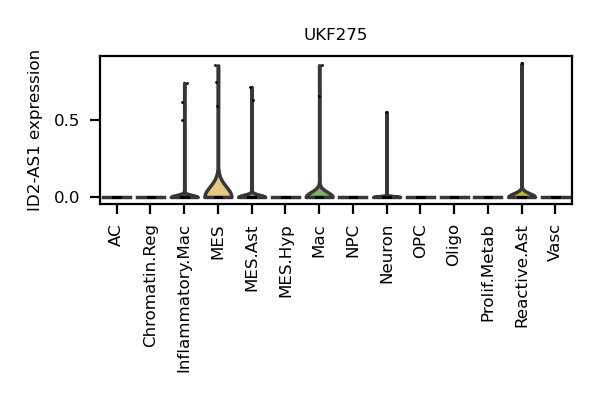 UKF275
ID2-AS1 expression
0.5
0.0
AC
Chromatin.Reg
Inflammatory.Mac
MES
MES.Ast
MES.Hyp
Mac
NPC
Neuron
OPC
Oligo
Prolif.Metab
Reactive.Ast
Vasc